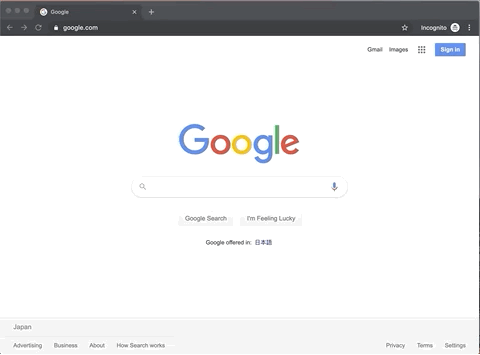 Google
google.com
Incognito
Gmail Images Sign in
Google
Google Search I'm Feeling Lucky
Google offered in: 日本語
Japan
Advertising Business About How Search works Privacy Terms Settings